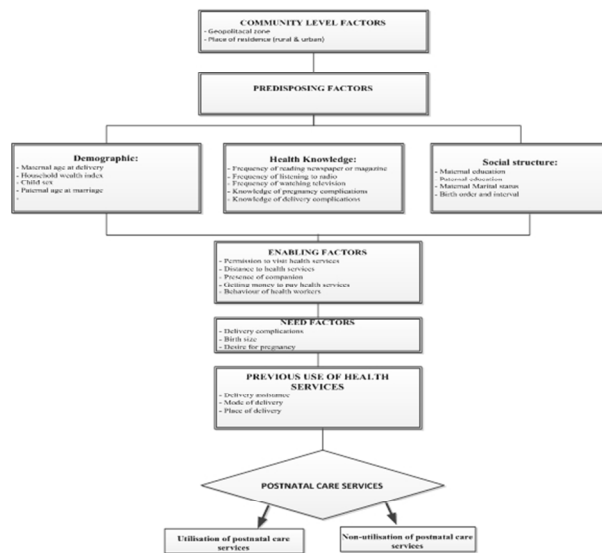 COMMUNITY LEVEL FACTORS
- Geopolitacal zone
- Place of residence (rural & urban)
PREDISPOSING FACTORS
Demographic:
- Maternal age at delivery
- Household wealth index
- Child sex
- Paternal age at marriage
-
Health Knowledge:
- Frequency of reading newspaper or magazine
- Frequency of listening to radio
- Frequency of watching television
- Knowledge of pregnancy complications
- Knowledge of delivery complications
Social structure:
- Maternal education
- Paternal education
- Maternal Marital status
- Birth order and interval
ENABLING FACTORS
- Permission to visit health services
- Distance to health services
- Presence of companion
- Getting money to pay health services
- Behaviour of health workers
NEED FACTORS
- Delivery complications
- Birth size
- Desire for pregnancy
PREVIOUS USE OF HEALTH
SERVICES
- Delivery assistance
- Mode of delivery
- Place of delivery
POSTNATAL CARE SERVICES
Utilisation of postnatal care
services
Non-utilisation of postnatal care
services